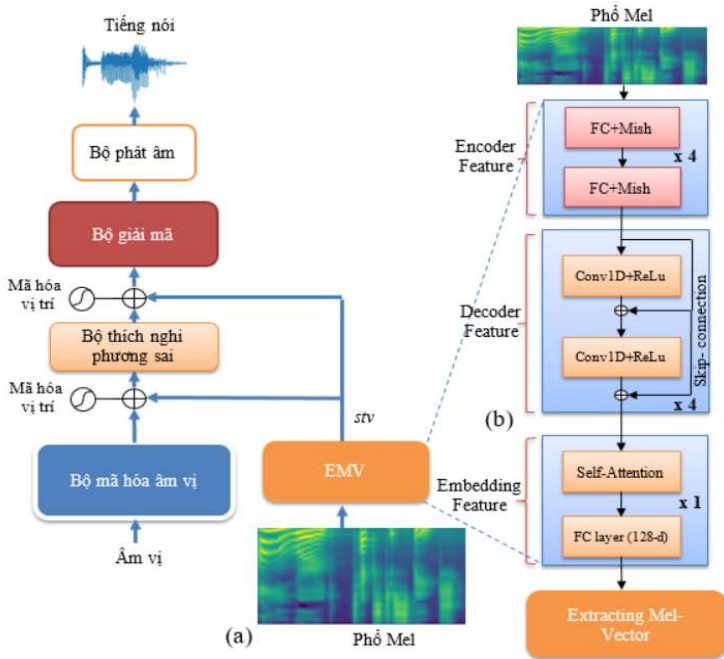 Tiếng nói
Bộ phát âm
Bộ giải mã
Mã hóa
vị trí
Bộ thích nghi
phương sai
Mã hóa
vị trí
stv
Bộ mã hóa âm vị
EMV
Âm vị
(a)
Phổ Mel
Phổ Mel
Encoder
Feature
FC+Mish
x 4
FC+Mish
Decoder
Feature
Conv1D+ReLu
Conv1D+ReLu
Skip- connection
x 4
(b)
Embedding
Feature
Self-Attention
x 1
FC layer (128-d)
Extracting Mel-
Vector